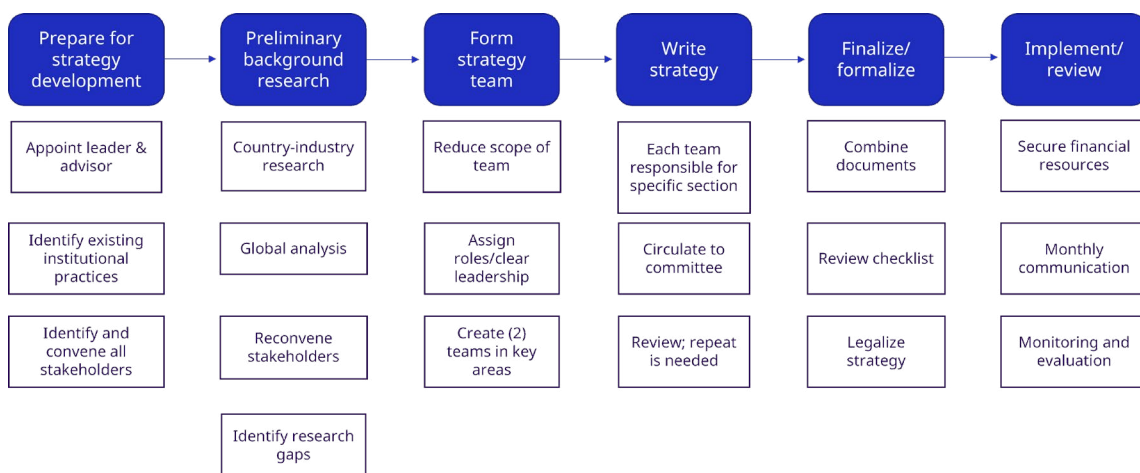 Prepare for
strategy
development
Preliminary
background
research
Form
strategy
team
Write
strategy
Finalize/
formalize
Implement/
review
Appoint leader &
advisor
Country-industry
research
Reduce scope of
team
Each team
responsible for
specific section
Combine
documents
Secure financial
resources
Identify existing
institutional
practices
Global analysis
Assign
roles/clear
leadership
Circulate to
committee
Review checklist
Monthly
communication
Identify and
convene all
stakeholders
Reconvene
stakeholders
Create (2)
teams in key
areas
Review; repeat
is needed
Legalize
strategy
Monitoring and
evaluation
Identify research
gaps